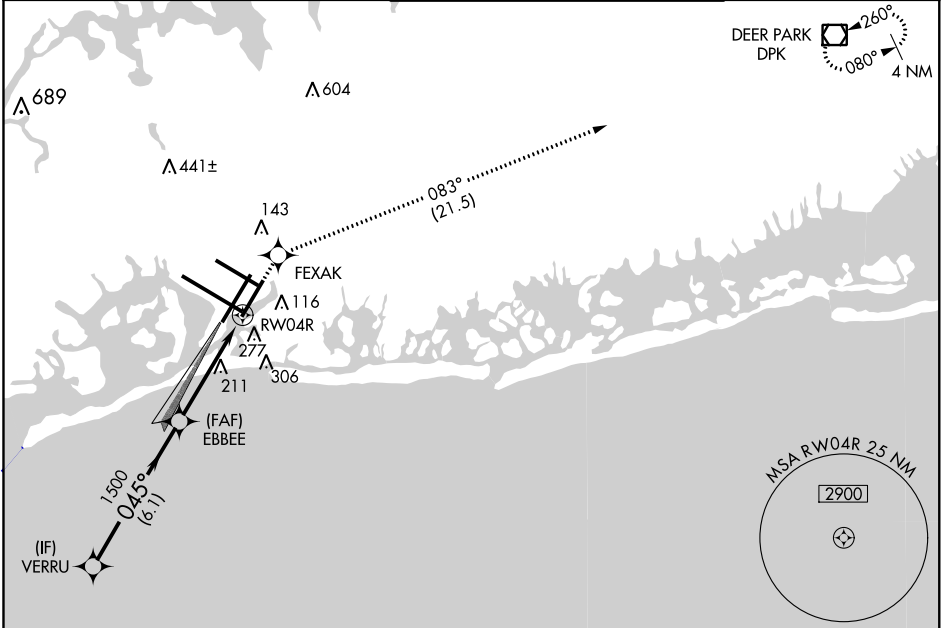 DEER PARK
DPK
260°
080°
4 NM
689
604
441±
083°
(21.5)
143
FEXAK
116
RW04R
277
306
211
(FAF)
EBBEE
1500
045°
(6.1)
(IF)
VERRU
MSA RW04R 25 NM
2900